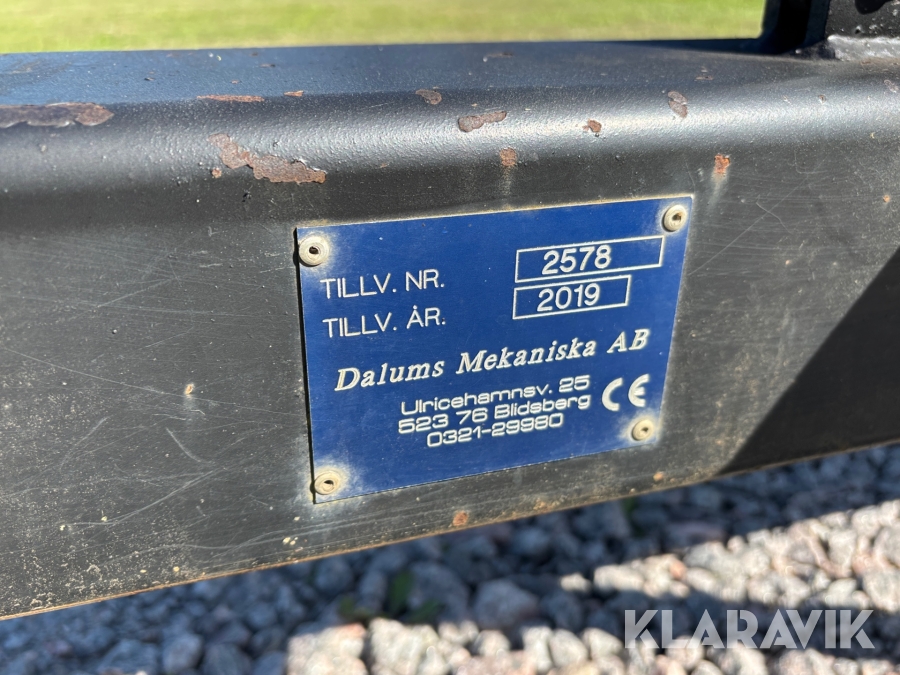 TILLV. NR. 2578
TILLV. ÅR. 2019
Dalums Mekaniska AB
Ulricehamnsv. 25
523 76 Blidsberg
0321-29980
CE
KLARAVIK